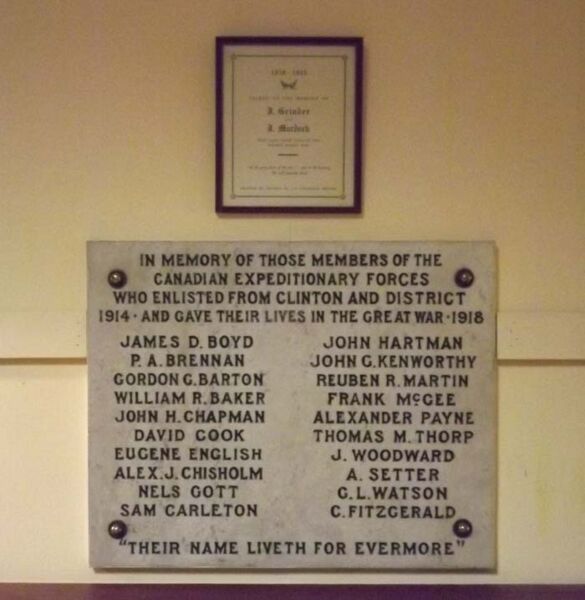 J. Grinder
J. Murdock
IN MEMORY OF THOSE MEMBERS OF THE
CANADIAN EXPEDITIONARY FORCES
WHO ENLISTED FROM CLINTON AND DISTRICT
1914 · AND GAVE THEIR LIVES IN THE GREAT WAR · 1918
JAMES D. BOYD
P. A. BRENNAN
GORDON G. BARTON
WILLIAM R. BAKER
JOHN H. CHAPMAN
DAVID COOK
EUGENE ENGLISH
ALEX. J. CHISHOLM
NELS GOTT
SAM CARLETON
JOHN HARTMAN
JOHN G. KENWORTHY
REUBEN R. MARTIN
FRANK McGEE
ALEXANDER PAYNE
THOMAS M. THORP
J. WOODWARD
A. SETTER
G. L. WATSON
C. FITZGERALD
"THEIR NAME LIVETH FOR EVERMORE"